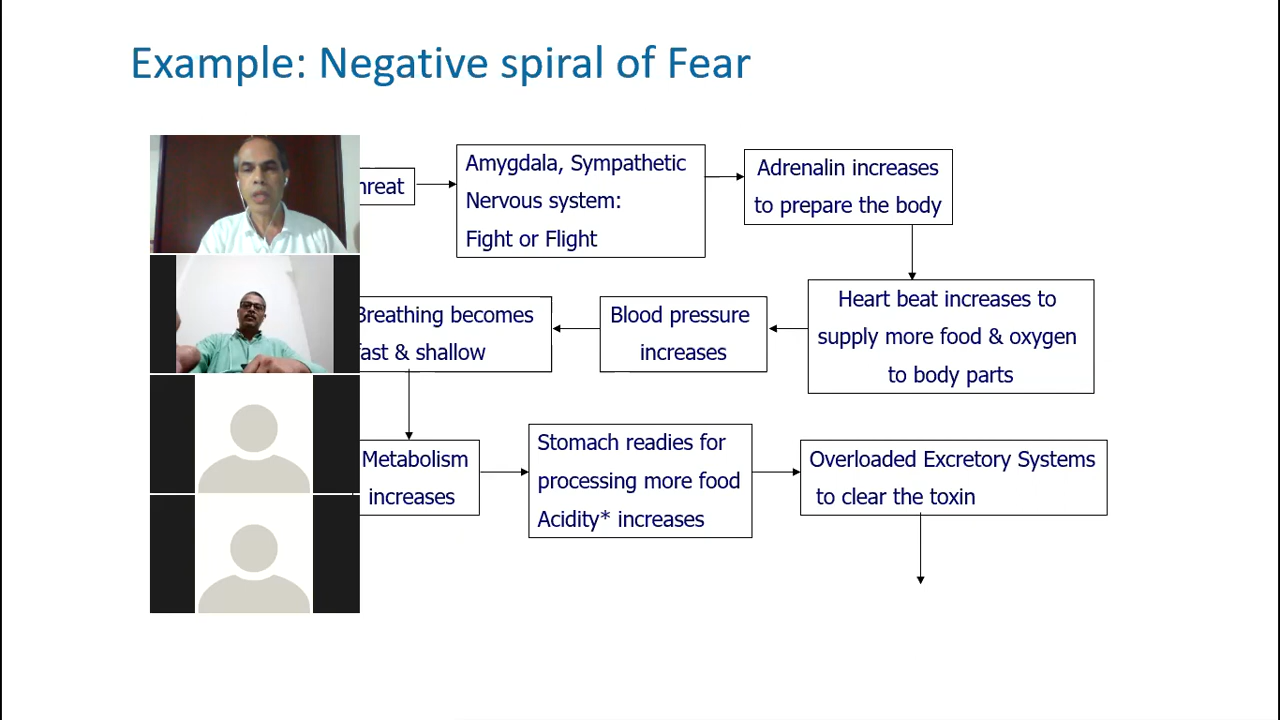 Example: Negative spiral of Fear
Amygdala, Sympathetic
Nervous system:
Fight or Flight
Adrenalin increases
to prepare the body
Heart beat increases to
supply more food & oxygen
to body parts
Blood pressure
increases
Breathing becomes
fast & shallow
Metabolism
increases
Stomach readies for
processing more food
Acidity* increases
Overloaded Excretory Systems
to clear the toxin